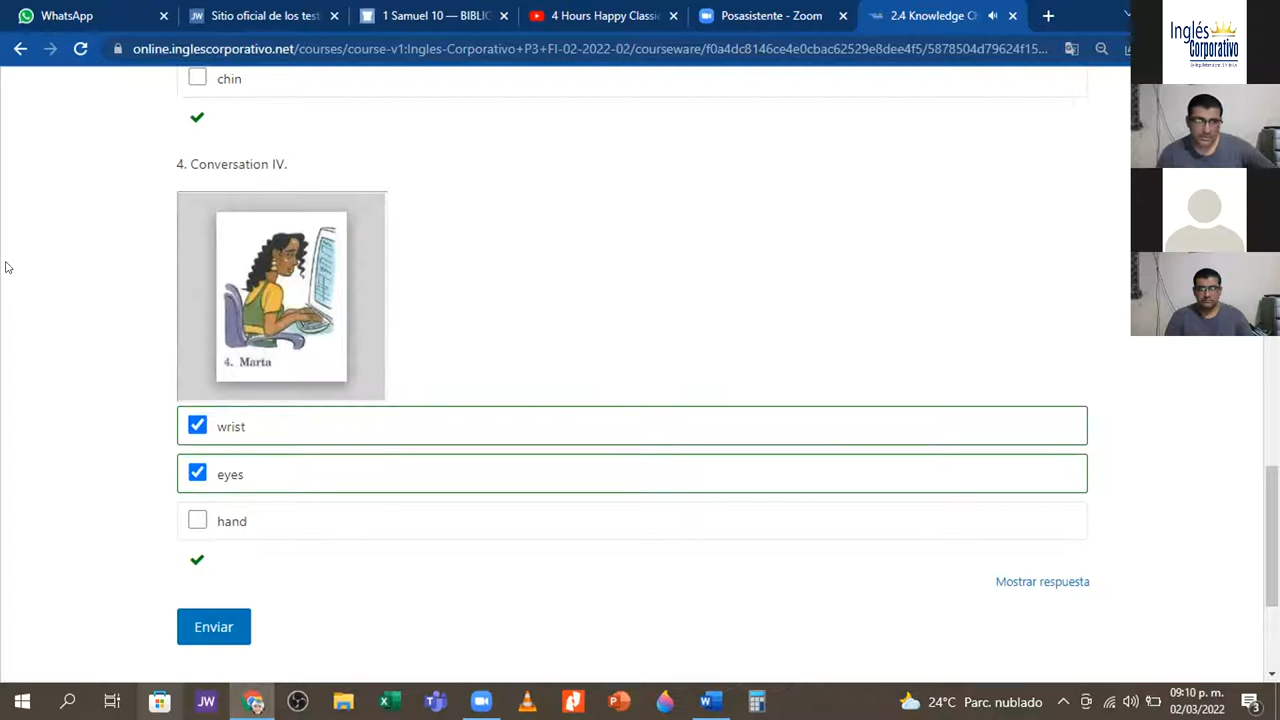 WhatsApp
Sitio oficial de los test
1 Samuel 10 — BIBLIC
4 Hours Happy Classic
Posasistente - Zoom
2.4 Knowledge Ch
online.inglescorporativo.net/courses/course-v1:Ingles-Corporativo+P3+FI-02-2022-02/courseware/f0a4dc8146ce4e0cbac62529e8dee4f5/5878504d79624f15...
Inglés
Corporativo
chin
4. Conversation IV.
4. Marta
wrist
eyes
hand
Mostrar respuesta
Enviar
24°C Parc. nublado
09:10 p. m.
02/03/2022
3